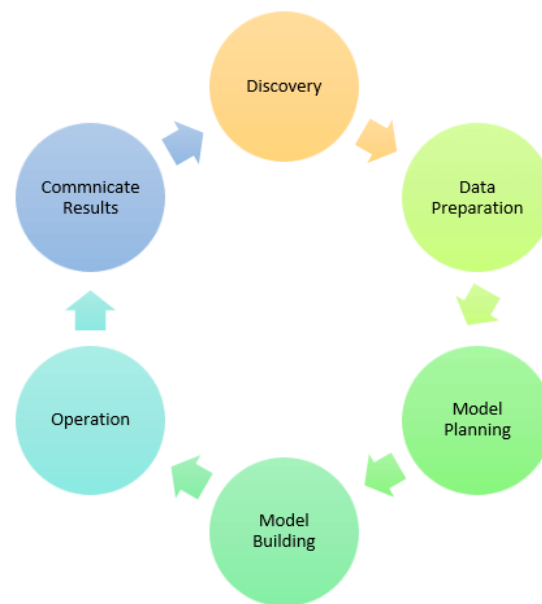 Discovery
Data
Preparation
Model
Planning
Model
Building
Operation
Commnicate
Results